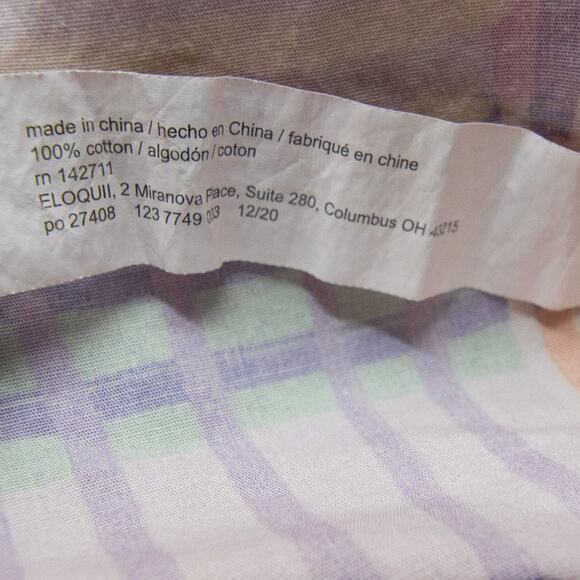 made in china / hecho en China / fabriqué en chine
100% cotton / algodón / coton
rn 142711
ELOQUII, 2 Miranova Place, Suite 280, Columbus OH 43215
po 27408 123 7749 033 12/20